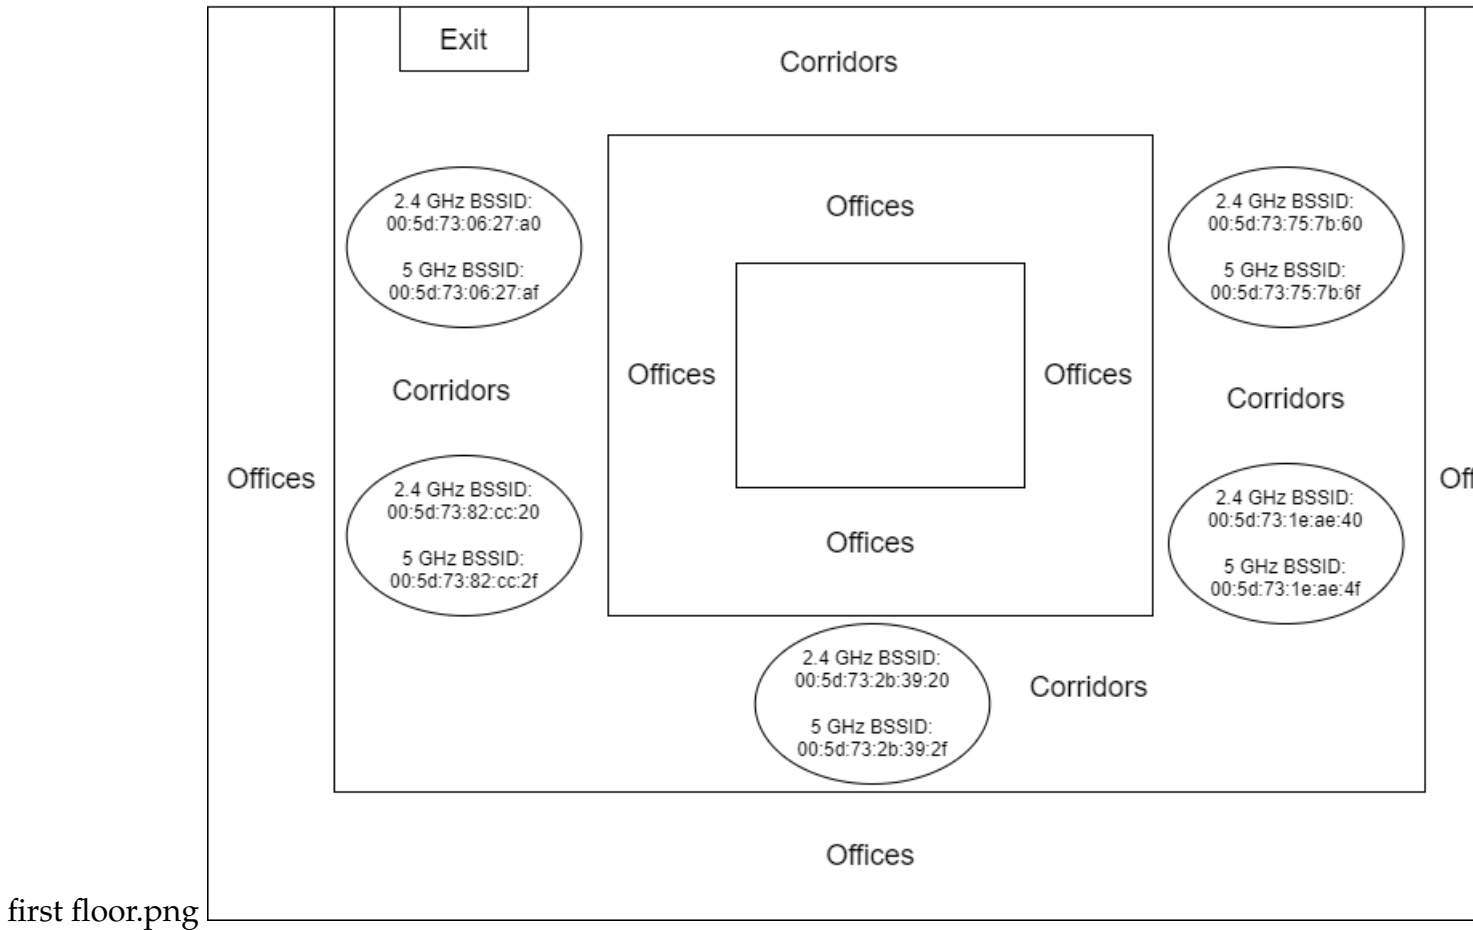 Exit
Corridors
2.4 GHz BSSID:
00:5d:73:06:27:a0
5 GHz BSSID:
00:5d:73:06:27:af
Offices
2.4 GHz BSSID:
00:5d:73:75:7b:60
5 GHz BSSID:
00:5d:73:75:7b:6f
Offices
Offices
Corridors
Corridors
Offices
2.4 GHz BSSID:
00:5d:73:82:cc:20
5 GHz BSSID:
00:5d:73:82:cc:2f
Offices
2.4 GHz BSSID:
00:5d:73:1e:ae:40
5 GHz BSSID:
00:5d:73:1e:ae:4f
Off
2.4 GHz BSSID:
00:5d:73:2b:39:20
5 GHz BSSID:
00:5d:73:2b:39:2f
Corridors
Offices
first floor.png